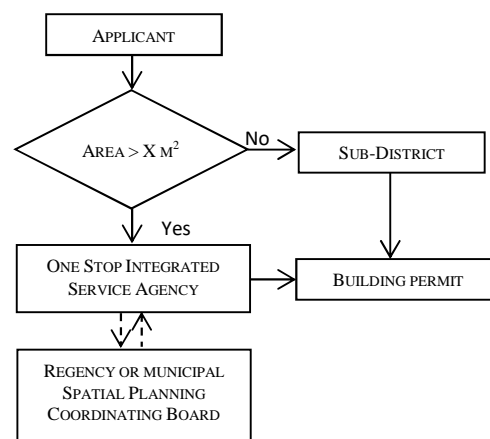 APPLICANT
AREA > X M²
No
SUB-DISTRICT
Yes
ONE STOP INTEGRATED
SERVICE AGENCY
BUILDING PERMIT
REGENCY OR MUNICIPAL
SPATIAL PLANNING
COORDINATING BOARD